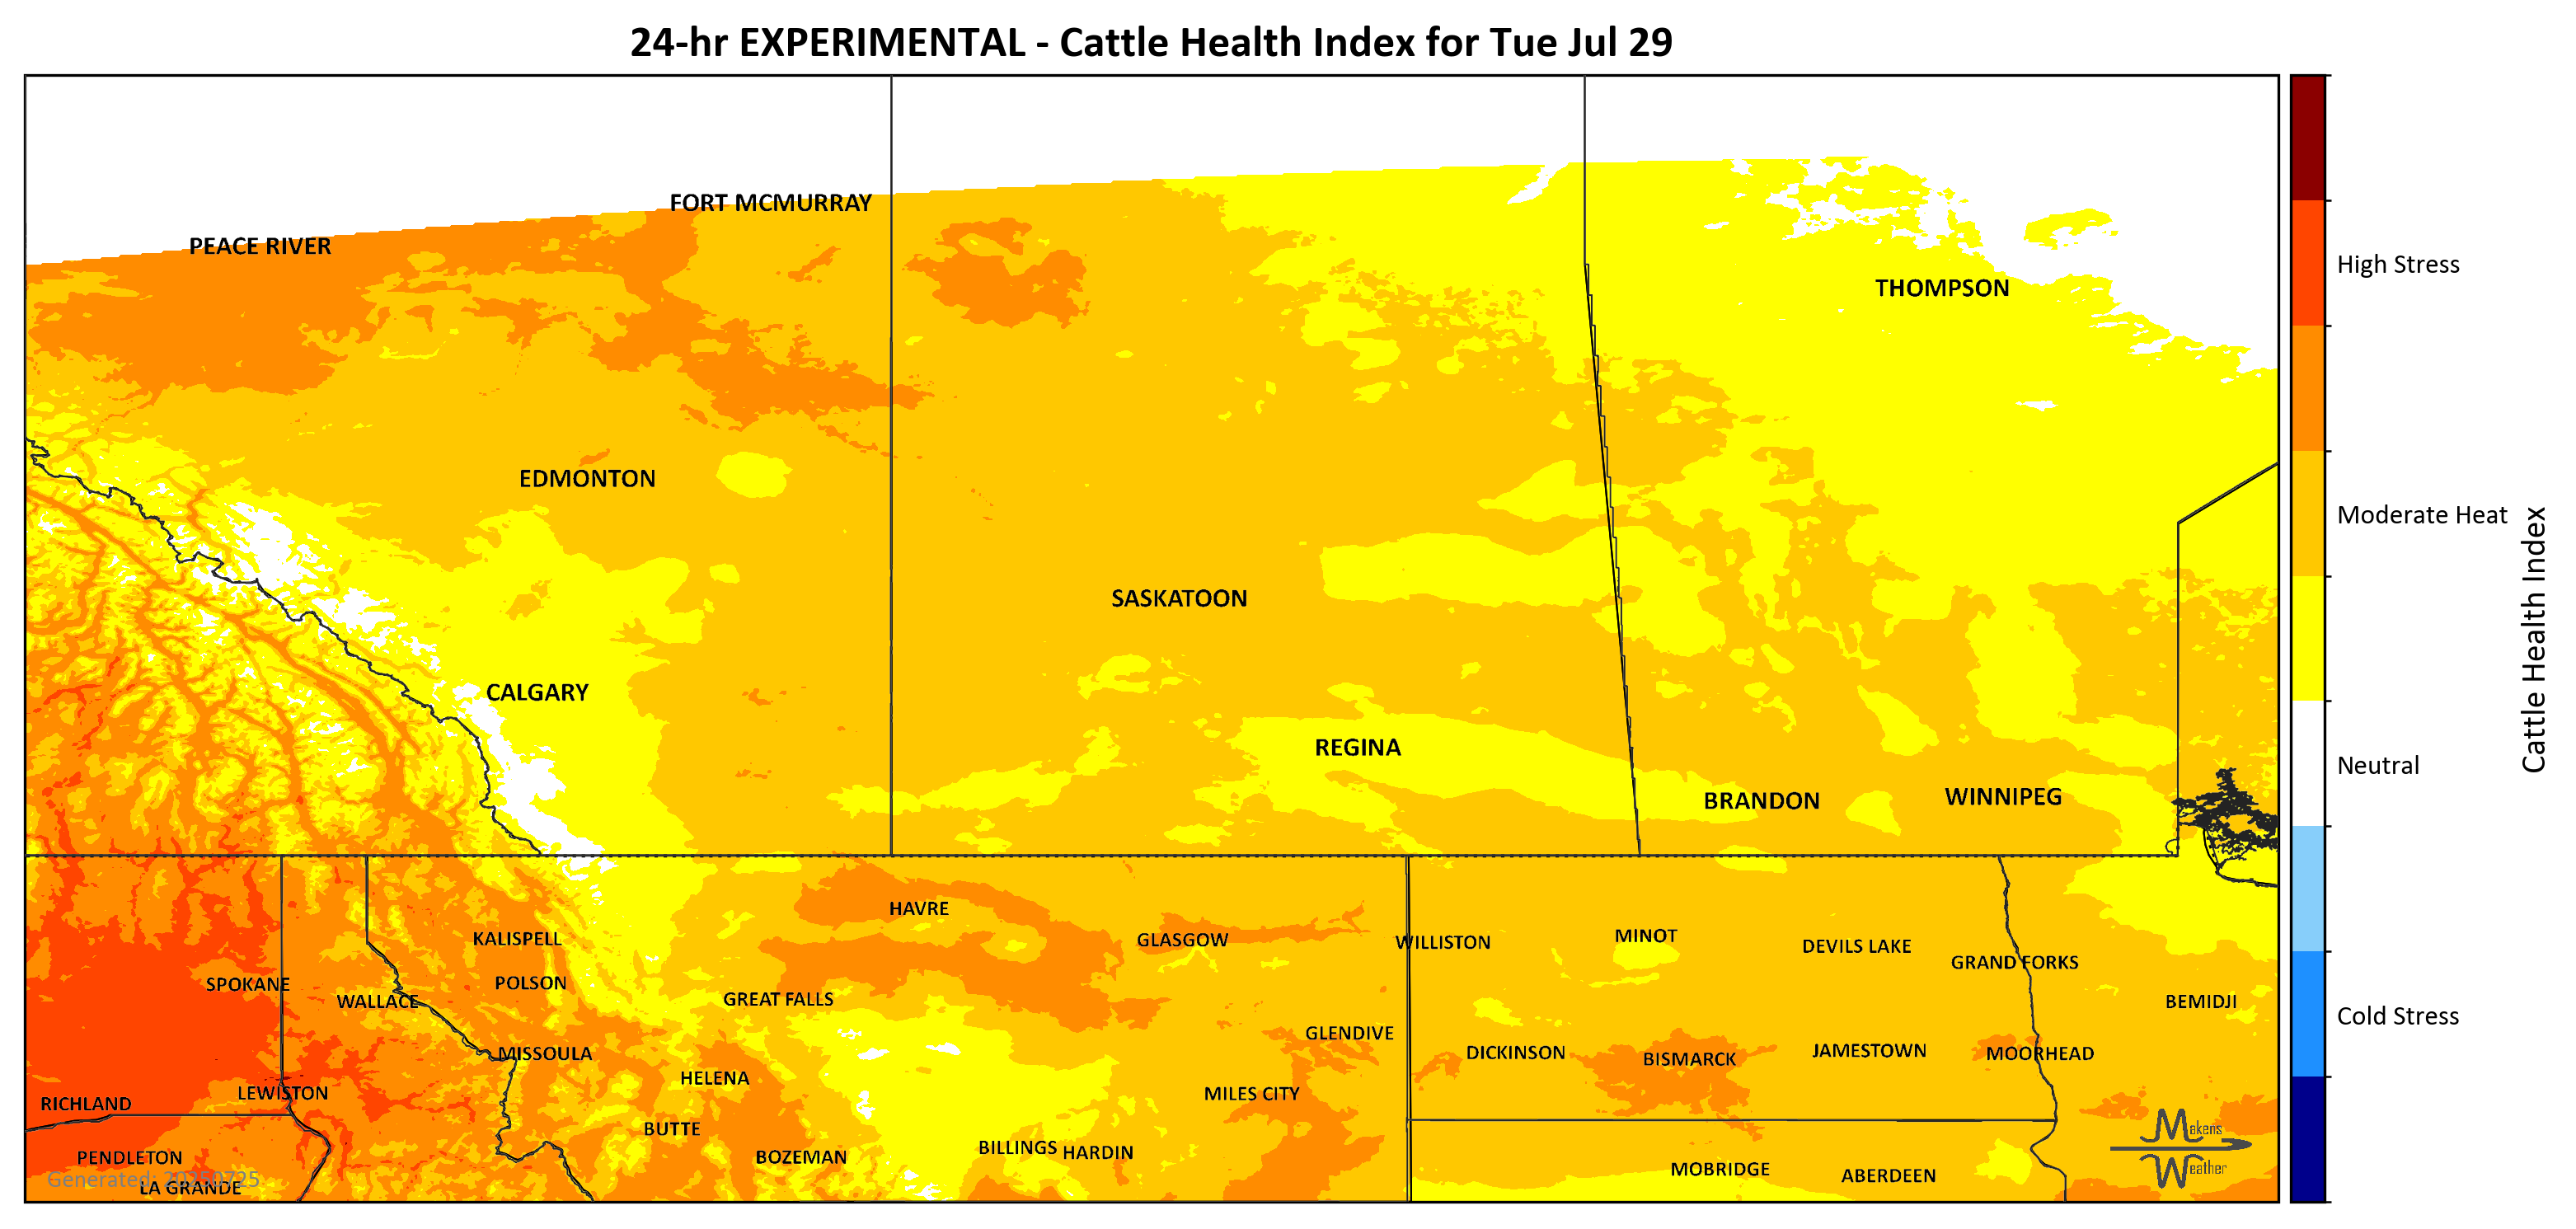 24-hr EXPERIMENTAL - Cattle Health Index for Tue Jul 29
FORT MCMURRAY
PEACE RIVER
High Stress
THOMPSON
EDMONTON
Moderate Heat
SASKATOON
Cattle Health Index
CALGARY
REGINA
Neutral
BRANDON
WINNIPEG
HAVRE
KALISPELL
GLASGOW
WILLISTON
MINOT
DEVILS LAKE
GRAND FORKS
SPOKANE
POLSON
WALLACE
GREAT FALLS
BEMIDJI
Cold Stress
GLENDIVE
MISSOULA
DICKINSON
BISMARCK
JAMESTOWN
MOORHEAD
HELENA
LEWISTON
MILES CITY
RICHLAND
BUTTE
Makens
Weather
PENDLETON
BOZEMAN
BILLINGS
HARDIN
MOBRIDGE
ABERDEEN
Generated: 20250725
LA GRANDE